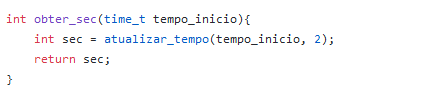 int obter_sec(time_t tempo_inicio){
    int sec = atualizar_tempo(tempo_inicio, 2);
    return sec;
}